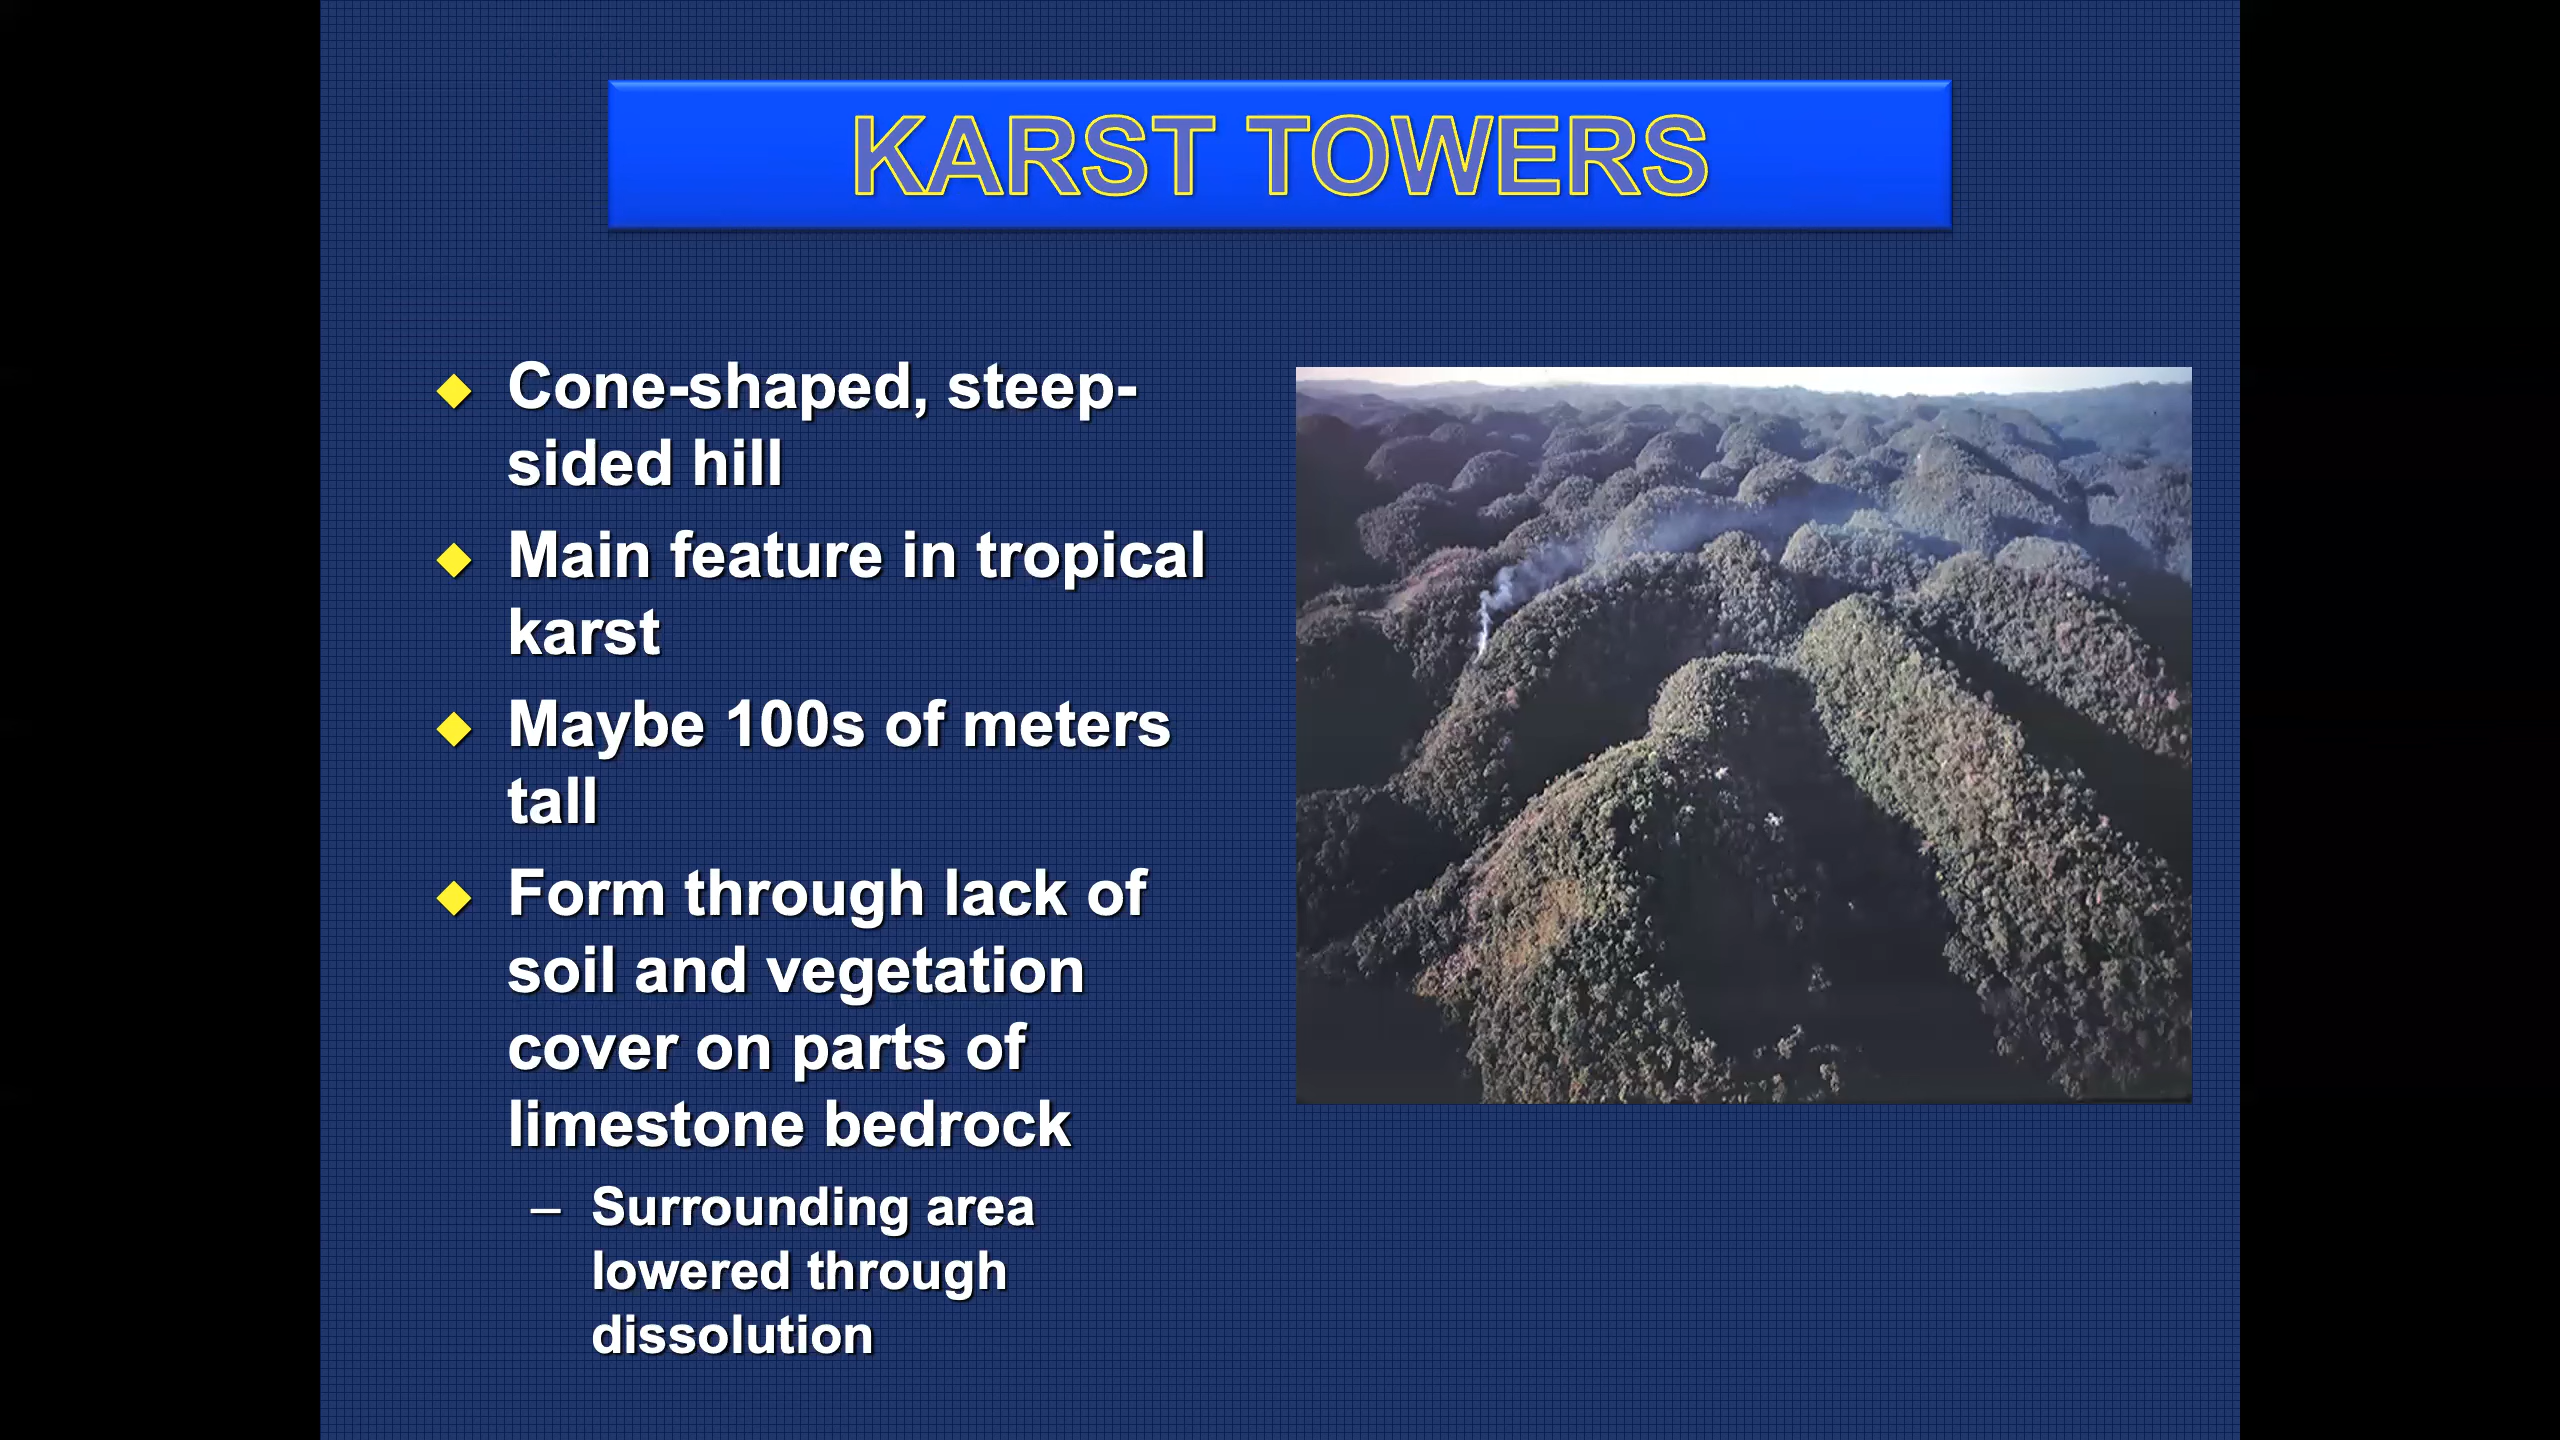 KARST TOWERS
Cone-shaped, steep-
sided hill
Main feature in tropical
karst
Maybe 100s of meters
tall
Form through lack of
soil and vegetation
cover on parts of
limestone bedrock
– Surrounding area
lowered through
dissolution